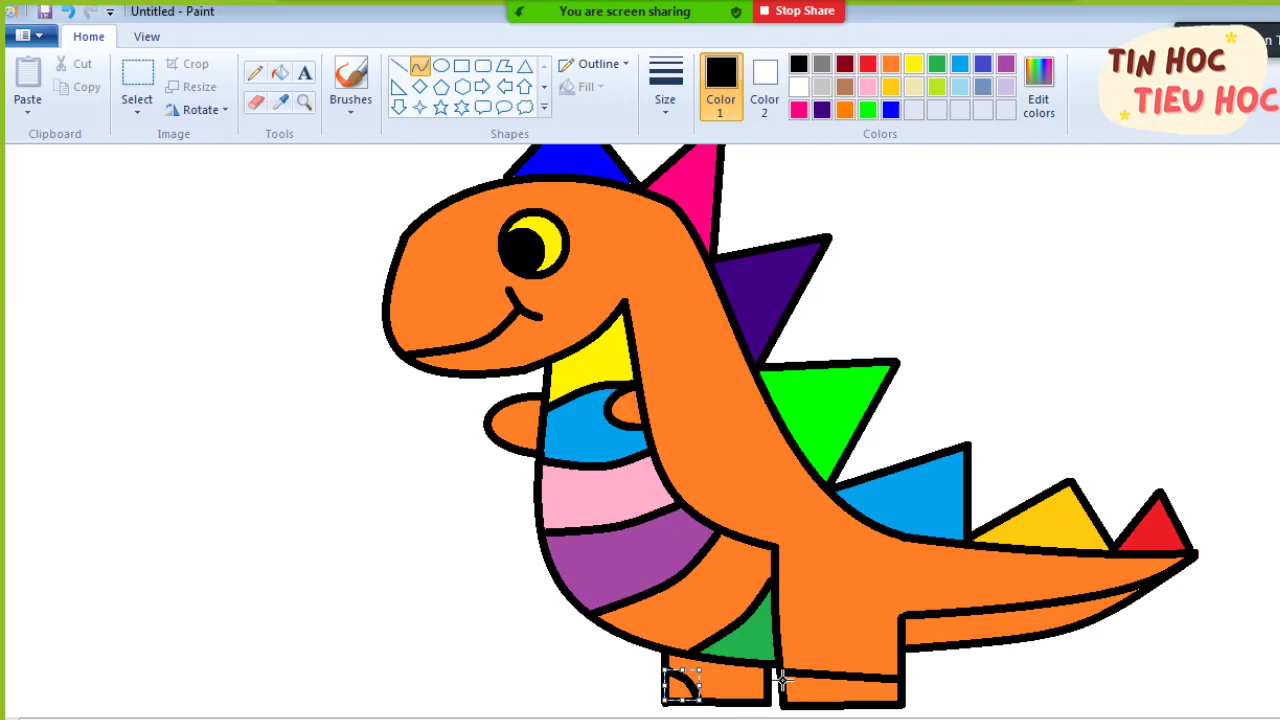 Untitled - Paint
You are screen sharing
Stop Share
Home
View
Paste
Cut
Copy
Clipboard
Select
Crop
Resize
Rotate
Image
A
Tools
Brushes
Outline
Fill
Shapes
Size
Color
1
Color
2
Edit
colors
Colors
TIN HOC
TIEU HOC